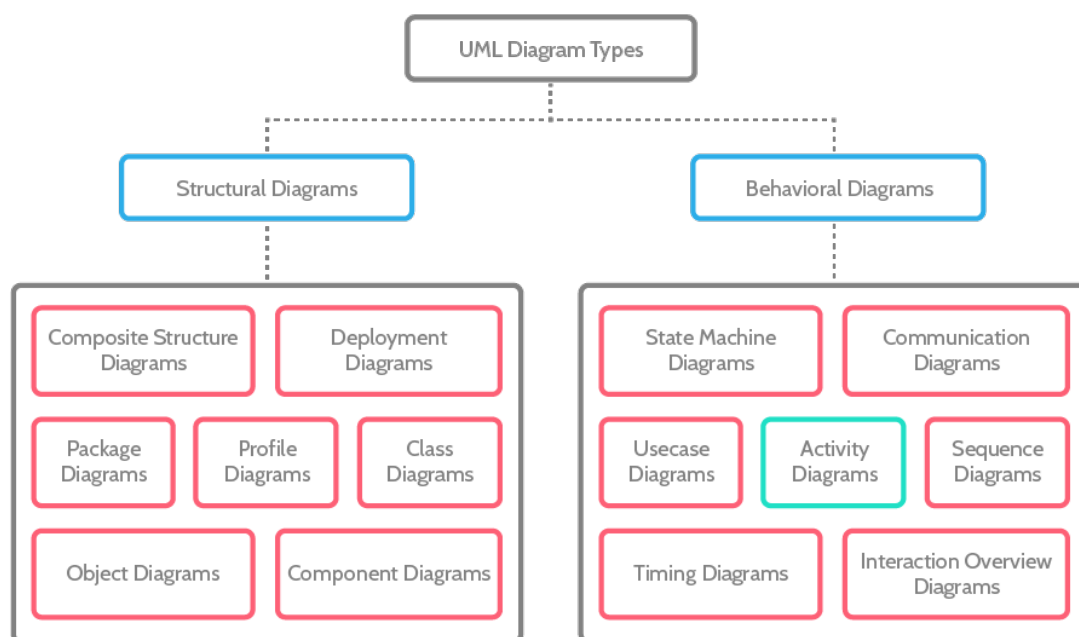 UML Diagram Types
Structural Diagrams
Behavioral Diagrams
Composite Structure
Diagrams
Deployment
Diagrams
Package
Diagrams
Profile
Diagrams
Class
Diagrams
Object Diagrams
Component Diagrams
State Machine
Diagrams
Communication
Diagrams
Usecase
Diagrams
Activity
Diagrams
Sequence
Diagrams
Timing Diagrams
Interaction Overview
Diagrams